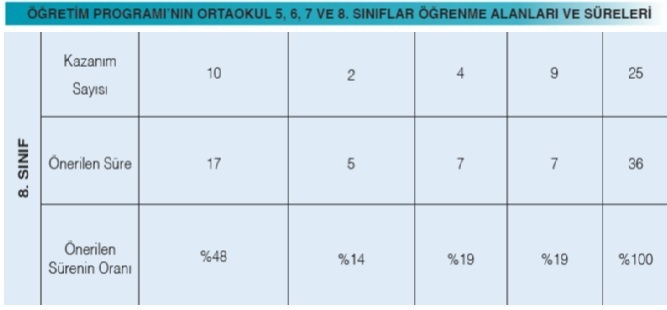 ÖĞRETİM PROGRAMI'NIN ORTAOKUL 5, 6, 7 VE 8. SINIFLAR ÖĞRENME ALANLARI VE SÜRELERİ
8. SINIF
Kazanım
Sayısı
10 2 4 9 25
Önerilen Süre 17 5 7 7 36
Önerilen
Sürenin Oranı
%48 %14 %19 %19 %100